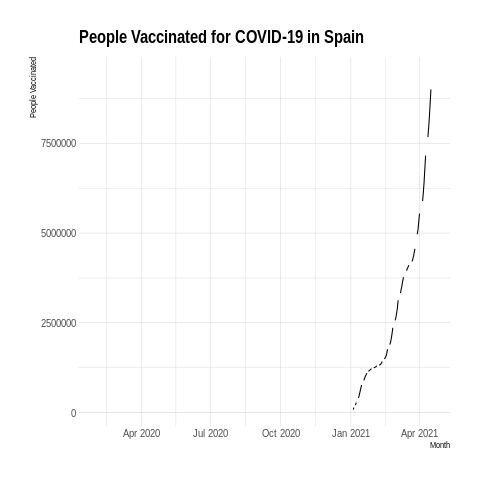 People Vaccinated for COVID-19 in Spain
People Vaccinated
7500000
5000000
2500000
0
Apr 2020 Jul 2020 Oct 2020 Jan 2021 Apr 2021
Month